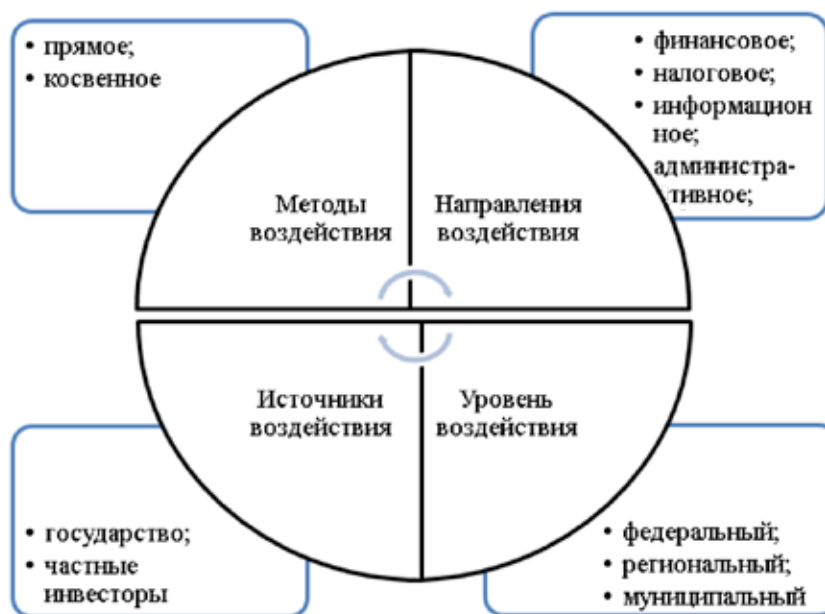 • прямое;
• косвенное
• финансовое;
• налоговое;
• информацион
ное;
администра-
тивное;
Методы
воздействия
Направления
воздействия
Источники
воздействия
Уровень
воздействия
• государство;
• частные
инвесторы
• федеральный;
• региональный;
• муниципальный